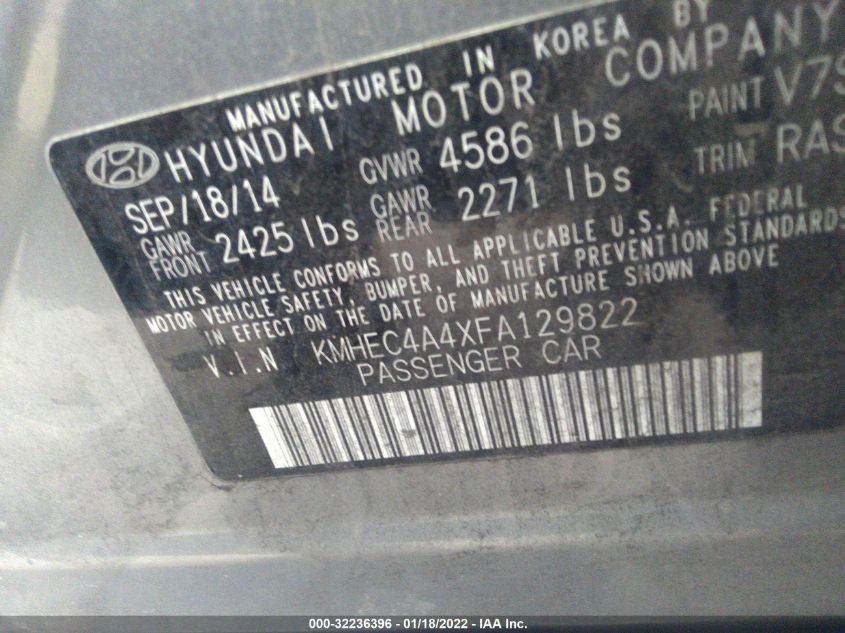 MANUFACTURED IN KOREA BY
HYUNDAI MOTOR COMPANY
SEP/18/14 GVWR 4586 lbs PAINT
GAWR FRONT 2425 lbs GAWR REAR 2271 lbs TRIM
THIS VEHICLE CONFORMS TO ALL APPLICABLE U.S.A. FEDERAL
MOTOR VEHICLE SAFETY, BUMPER, AND THEFT PREVENTION STANDARDS
IN EFFECT ON THE DATE OF MANUFACTURE SHOWN ABOVE
V.I.N KMHEC4A4XFA129822
PASSENGER CAR
000-32236396 - 01/18/2022 - IAA Inc.